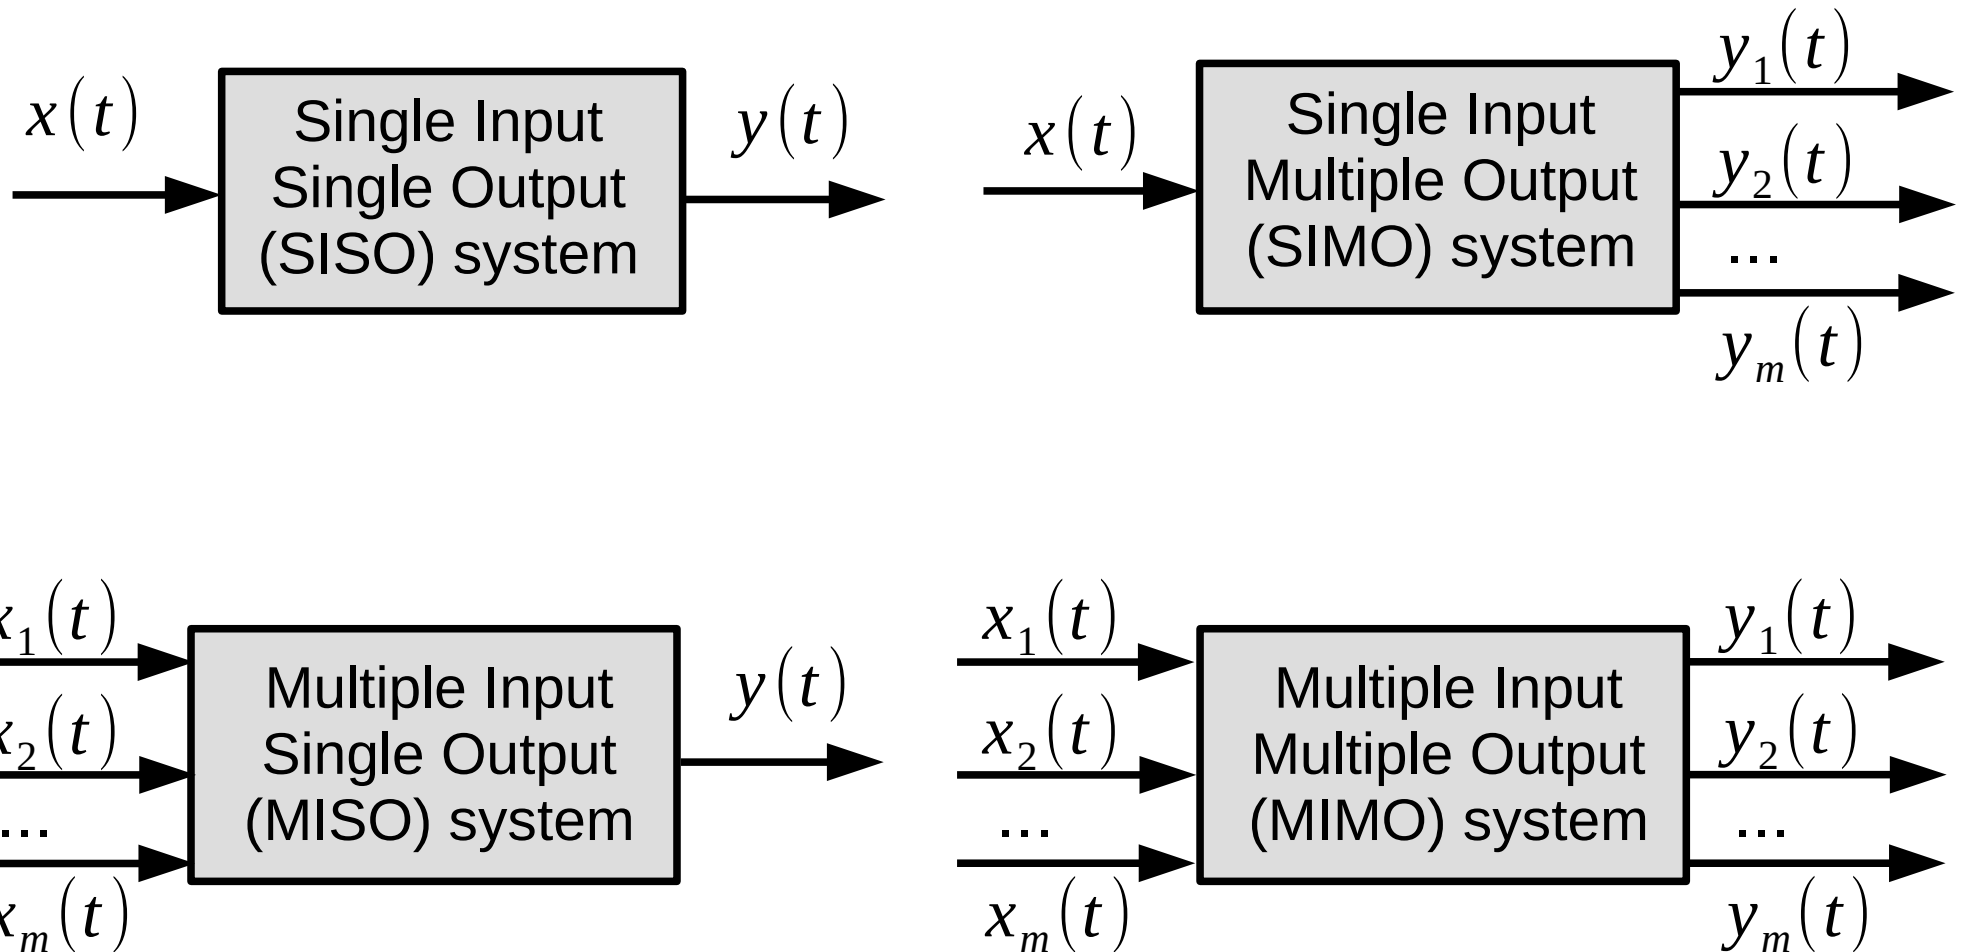 x(t)
Single Input
Single Output
(SISO) system
y(t)
x(t)
Single Input
Multiple Output
(SIMO) system
y₁(t)
y₂(t)
...
yₘ(t)
x₁(t)
x₂(t)
...
xₘ(t)
Multiple Input
Single Output
(MISO) system
y(t)
x₁(t)
x₂(t)
...
xₘ(t)
Multiple Input
Multiple Output
(MIMO) system
y₁(t)
y₂(t)
...
yₘ(t)